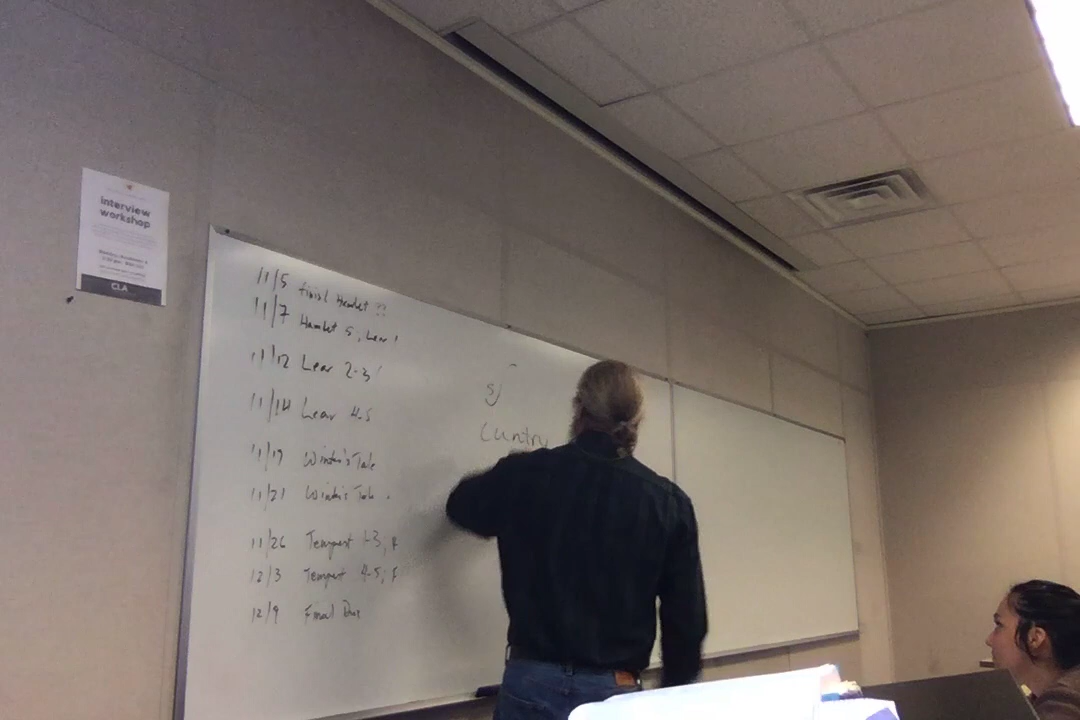 interview
workshop
CLA
11/5 finish Hamlet
11/7 Hamlet 5, Lear 1
11/12 Lear 2-3
11/14 Lear 4-5
11/19 Winter's Tale
11/21 Winter's Tale
11/26 Tempest 1-3,
12/3 Tempest 4-5,
12/9 Final Due
Cuntry